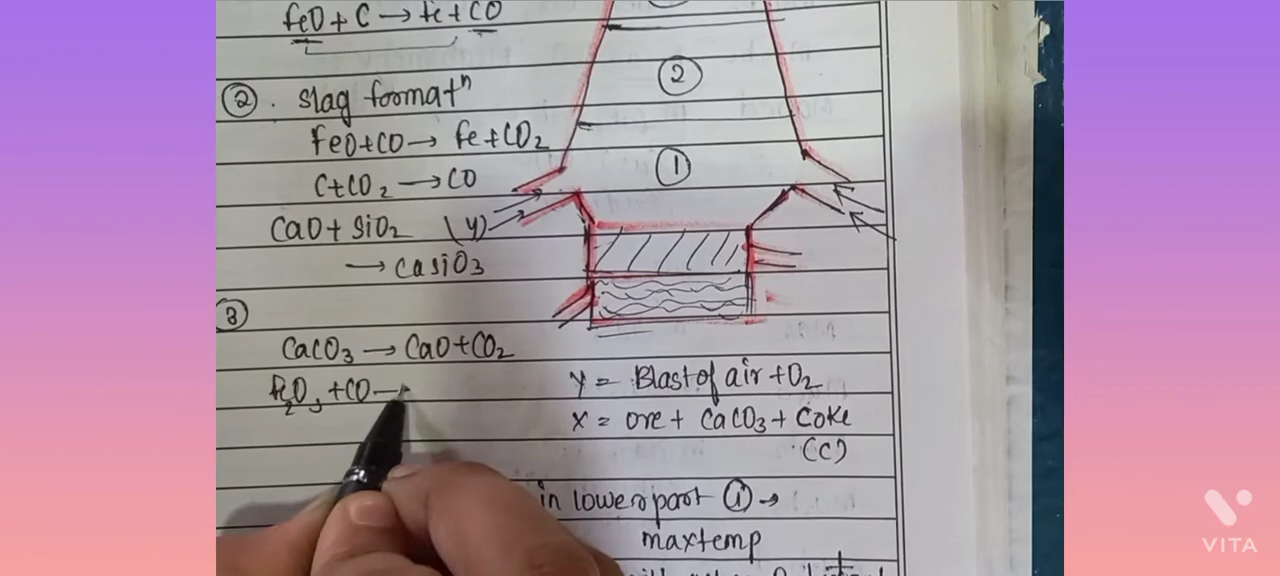 FeO + C → Fe + CO
②. Slag formatⁿ
FeO + CO → Fe + CO2
C + CO2 → CO
CaO + SiO2 (y)
→ CaSiO3
③
CaCO3 → CaO + CO2
Fe2O3 + CO —
②
①
y = Blast of air + O2
x = ore + CaCO3 + Coke
(C)
in lower part ① →
max temp
VITA